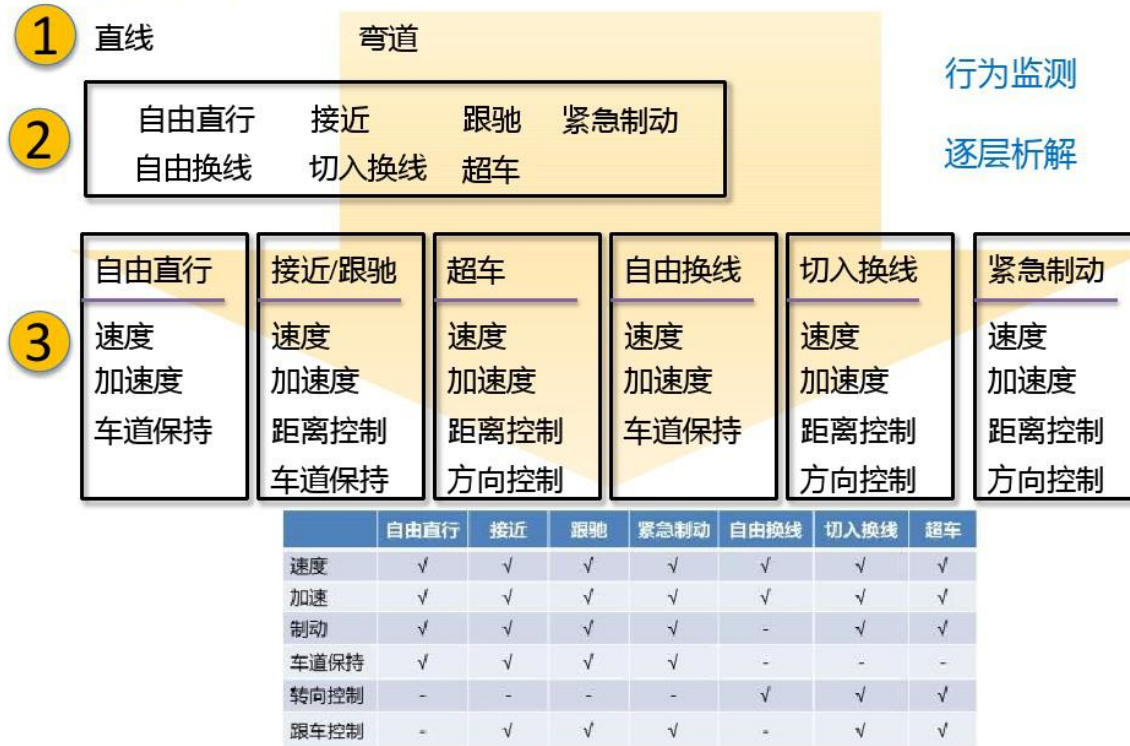 1 直线 弯道
行为监测
2 自由直行 接近 跟驰 紧急制动
自由换线 切入换线 超车
逐层析解
3
自由直行
速度
加速度
车道保持
接近/跟驰
速度
加速度
距离控制
车道保持
超车
速度
加速度
距离控制
方向控制
自由换线
速度
加速度
车道保持
切入换线
速度
加速度
距离控制
方向控制
紧急制动
速度
加速度
距离控制
方向控制
自由直行 接近 跟驰 紧急制动 自由换线 切入换线 超车
速度 √ √ √ √ √ √ √
加速 √ √ √ √ √ √ √
制动 √ √ √ √ - √ √
车道保持 √ √ √ √ - - -
转向控制 - - - - √ √ √
跟车控制 - √ √ √ - √ √